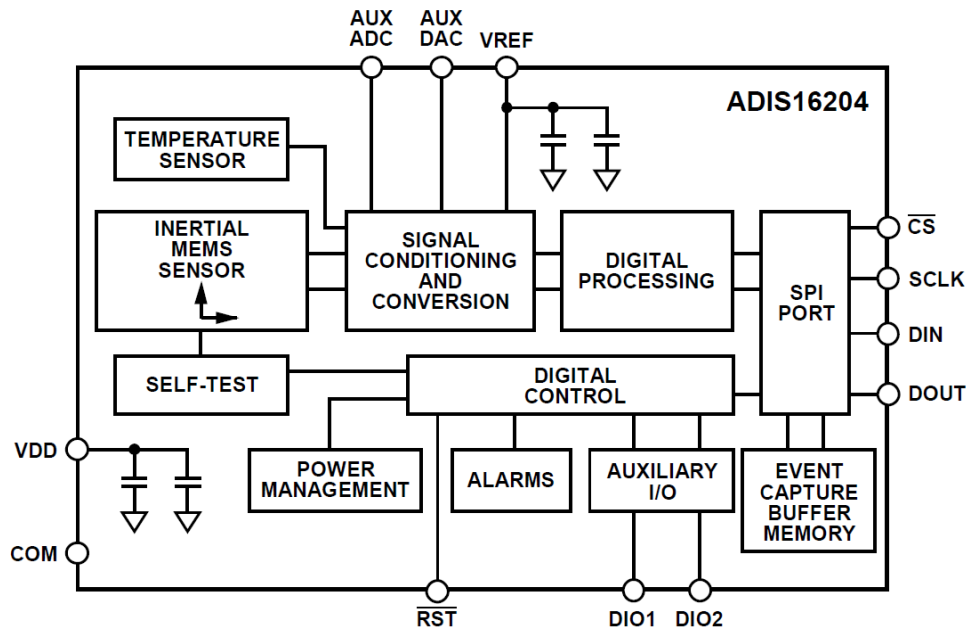 AUX
ADC
AUX
DAC
VREF
ADIS16204
TEMPERATURE
SENSOR
INERTIAL
MEMS
SENSOR
SIGNAL
CONDITIONING
AND
CONVERSION
DIGITAL
PROCESSING
SPI
PORT
C̅S̅
SCLK
DIN
DOUT
SELF-TEST
DIGITAL
CONTROL
VDD
POWER
MANAGEMENT
ALARMS
AUXILIARY
I/O
EVENT
CAPTURE
BUFFER
MEMORY
COM
R̅S̅T̅
DIO1
DIO2